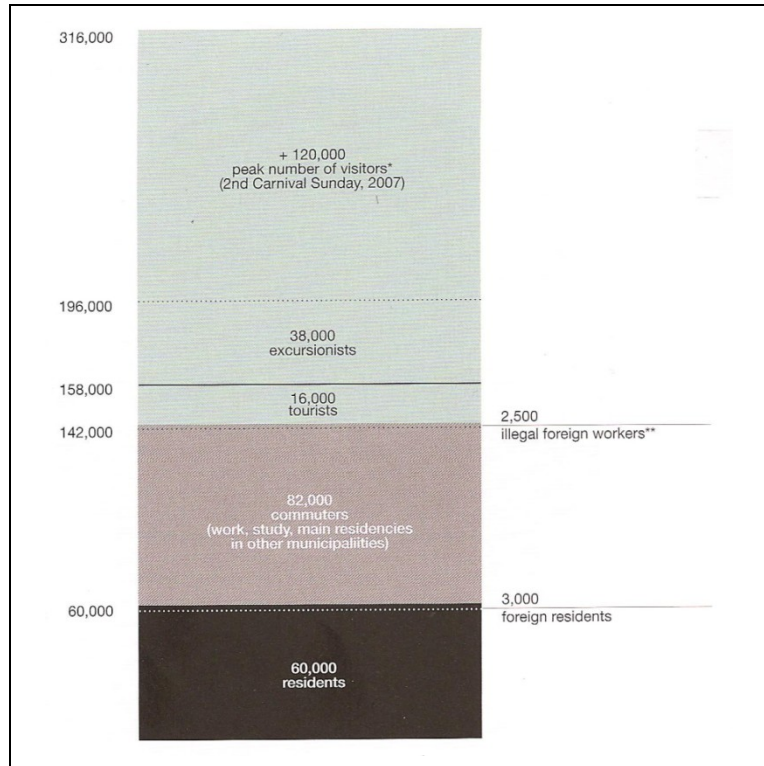 316,000
+ 120,000
peak number of visitors*
(2nd Carnival Sunday, 2007)
196,000
38,000
excursionists
158,000
16,000
tourists
142,000
2,500
illegal foreign workers**
82,000
commuters
(work, study, main residencies
in other municipaliities)
60,000
3,000
foreign residents
60,000
residents